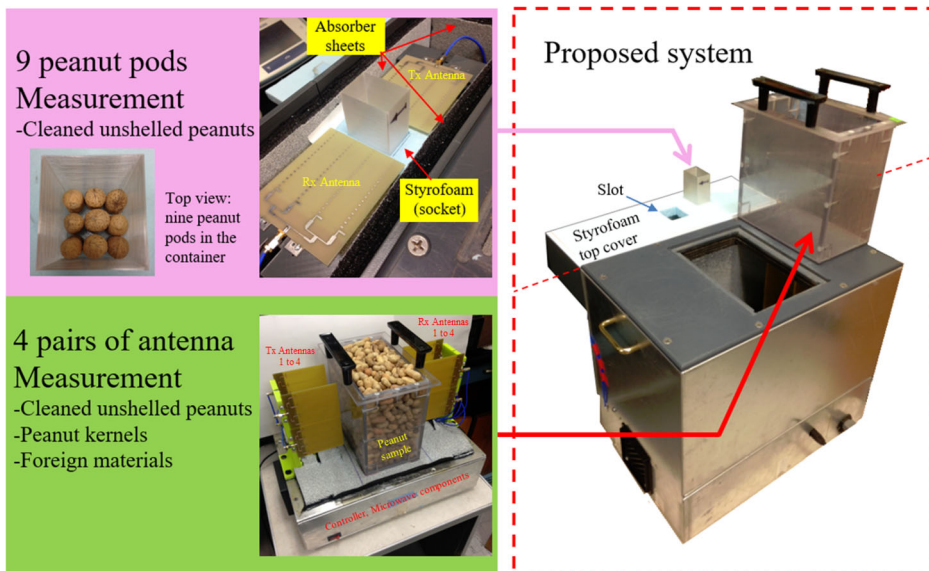 9 peanut pods
Measurement
-Cleaned unshelled peanuts
Top view:
nine peanut
pods in the
container
Absorber
sheets
Tx Antenna
Rx Antenna
Styrofoam
(socket)
4 pairs of antenna
Measurement
-Cleaned unshelled peanuts
-Peanut kernels
-Foreign materials
Tx Antennas
1 to 4
Rx Antennas
1 to 4
Peanut
sample
Controller, Microwave components
Proposed system
Slot
Styrofoam
top cover